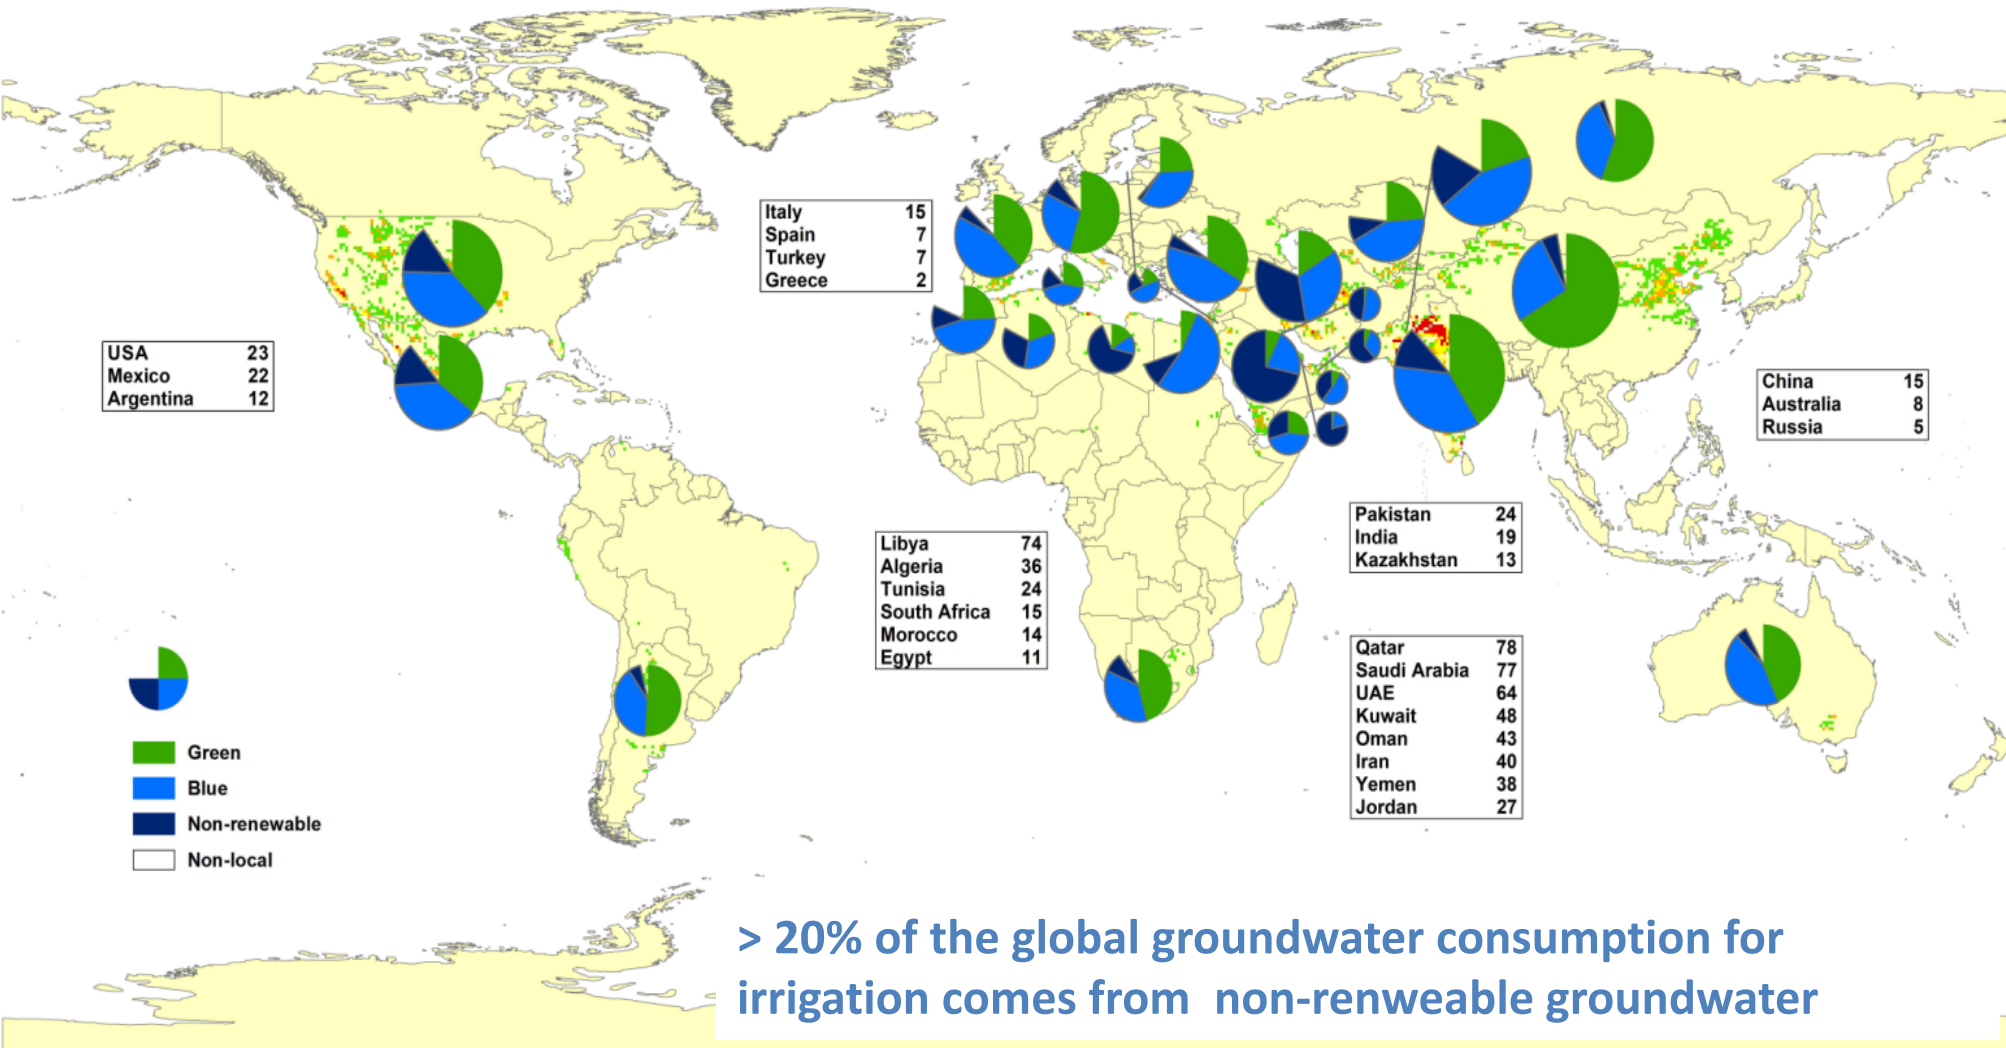 Italy 15
Spain 7
Turkey 7
Greece 2
USA 23
Mexico 22
Argentina 12
China 15
Australia 8
Russia 5
Pakistan 24
India 19
Kazakhstan 13
Libya 74
Algeria 36
Tunisia 24
South Africa 15
Morocco 14
Egypt 11
Qatar 78
Saudi Arabia 77
UAE 64
Kuwait 48
Oman 43
Iran 40
Yemen 38
Jordan 27
Green
Blue
Non-renewable
Non-local
> 20% of the global groundwater consumption for
irrigation comes from non-renweable groundwater